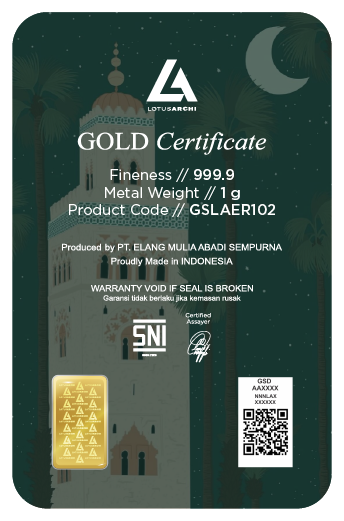 LOTUSARCHI
GOLD Certificate
Fineness // 999.9
Metal Weight // 1 g
Product Code // GSLAER102
Produced by PT. ELANG MULIA ABADI SEMPURNA
Proudly Made in INDONESIA
WARRANTY VOID IF SEAL IS BROKEN
Garansi tidak berlaku jika kemasan rusak
Certified
Assayer
SNI
GSD
AAXXXX
NNNLAX
XXXXXX